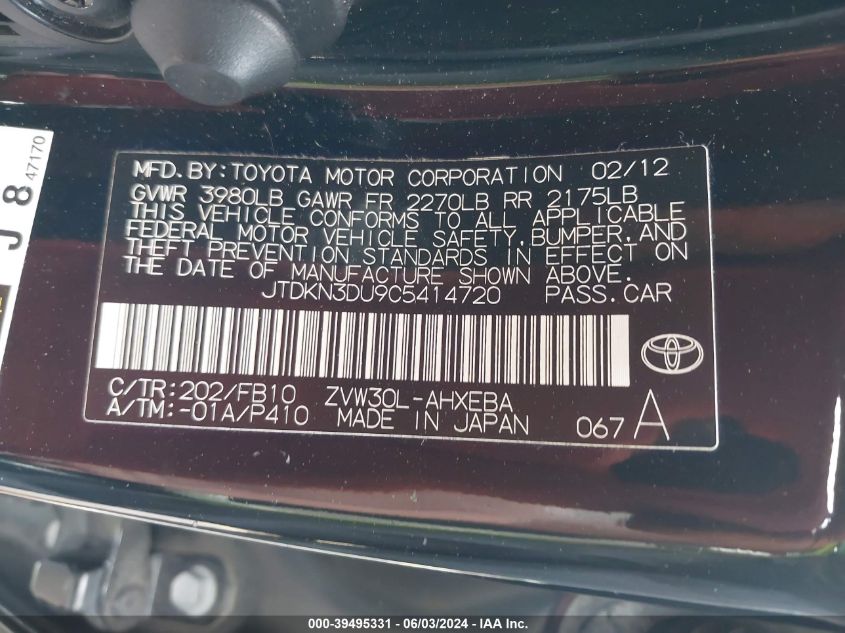 MFD.BY:TOYOTA MOTOR CORPORATION 02/12
GVWR 3980LB GAWR FR 2270LB RR 2175LB
THIS VEHICLE CONFORMS TO ALL APPLICABLE
FEDERAL MOTOR VEHICLE SAFETY,BUMPER,AND
THEFT PREVENTION STANDARDS IN EFFECT ON
THE DATE OF MANUFACTURE SHOWN ABOVE.
JTDKN3DU9C5414720 PASS.CAR
C/TR:202/FB10 ZVW30L-AHXEBA
A/TM:-01A/P410 MADE IN JAPAN 067 A
J 8 47170
000-39495331 - 06/03/2024 - IAA Inc.